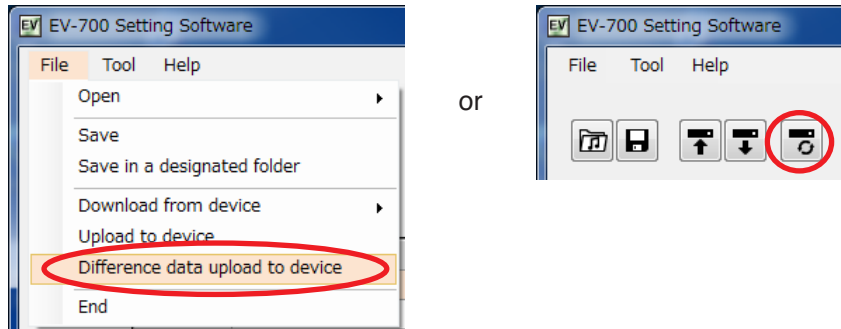 EV EV-700 Setting Software
File Tool Help
Open
Save
Save in a designated folder
Download from device
Upload to device
Difference data upload to device
End
or
EV EV-700 Setting Software
File Tool Help